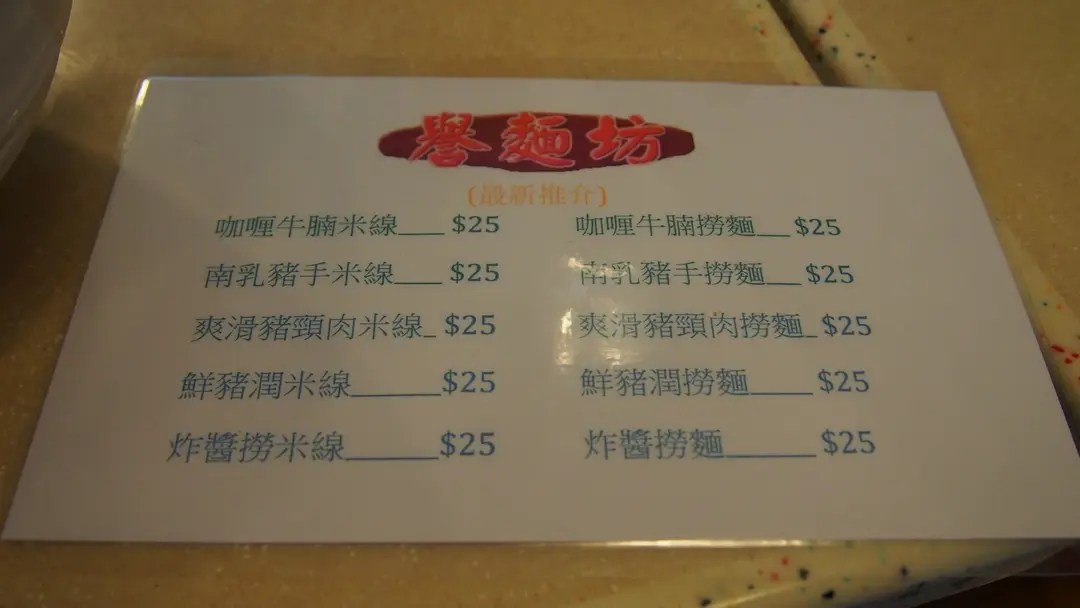 譽麵坊
(最新推介)
咖喱牛腩米線___ $25 咖喱牛腩撈麵__ $25
南乳豬手米線___ $25 南乳豬手撈麵__ $25
爽滑豬頸肉米線_ $25 爽滑豬頸肉撈麵_ $25
鮮豬潤米線______$25 鮮豬潤撈麵____ $25
炸醬撈米線______$25 炸醬撈麵______ $25